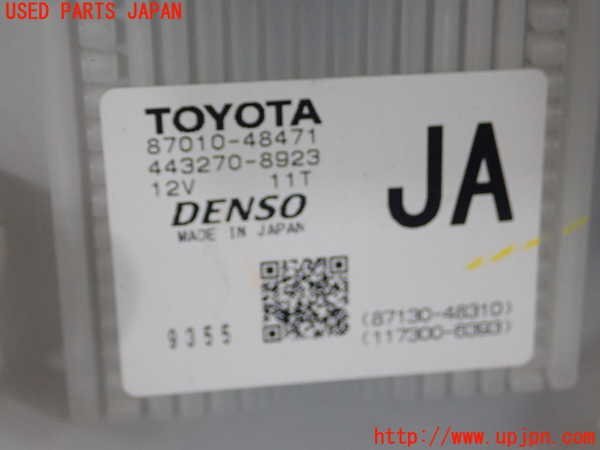 USED PARTS JAPAN
TOYOTA
87010-48471
443270-8923
12V 11T
DENSO
MADE IN JAPAN
JA
9355
(87130-48310)
(117300-6393)
http://www.upjpn.com